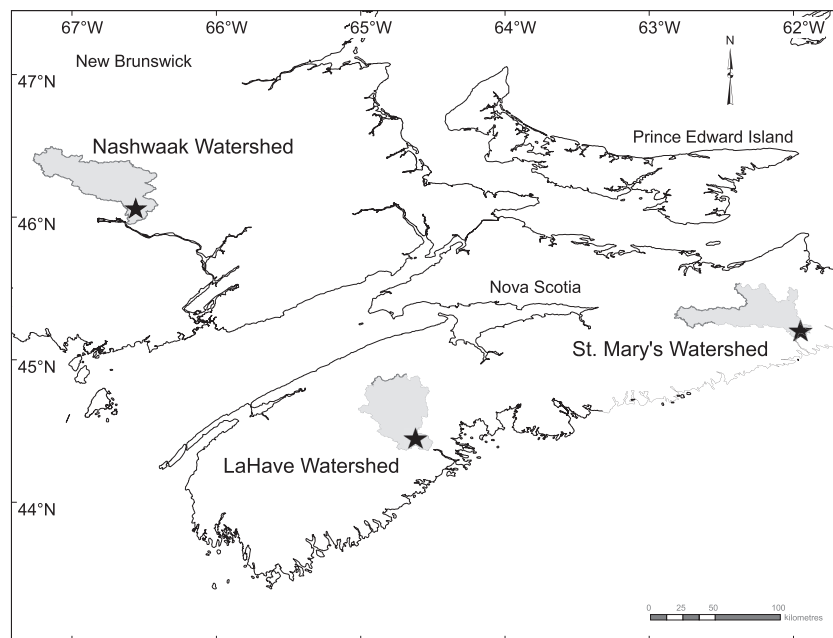 67°W 66°W 65°W 64°W 63°W 62°W
N
47°N
New Brunswick
Prince Edward Island
Nashwaak Watershed
46°N
Nova Scotia
St. Mary's Watershed
45°N
LaHave Watershed
44°N
0 25 50 100
kilometres